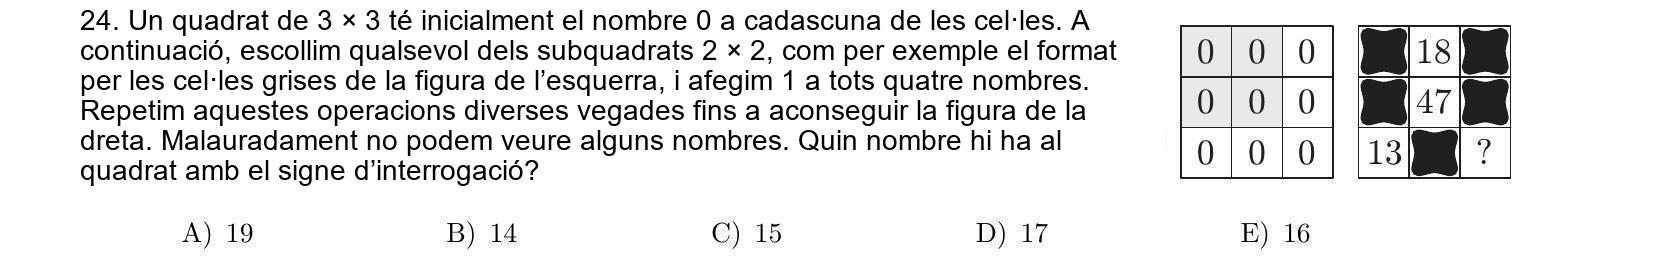 24. Un quadrat de 3 × 3 té inicialment el nombre 0 a cadascuna de les cel·les. A
continuació, escollim qualsevol dels subquadrats 2 × 2, com per exemple el format
per les cel·les grises de la figura de l’esquerra, i afegim 1 a tots quatre nombres.
Repetim aquestes operacions diverses vegades fins a aconseguir la figura de la
dreta. Malauradament no podem veure alguns nombres. Quin nombre hi ha al
quadrat amb el signe d’interrogació?
0 0 0
0 0 0
0 0 0
18
47
13 ?
A) 19 B) 14 C) 15 D) 17 E) 16